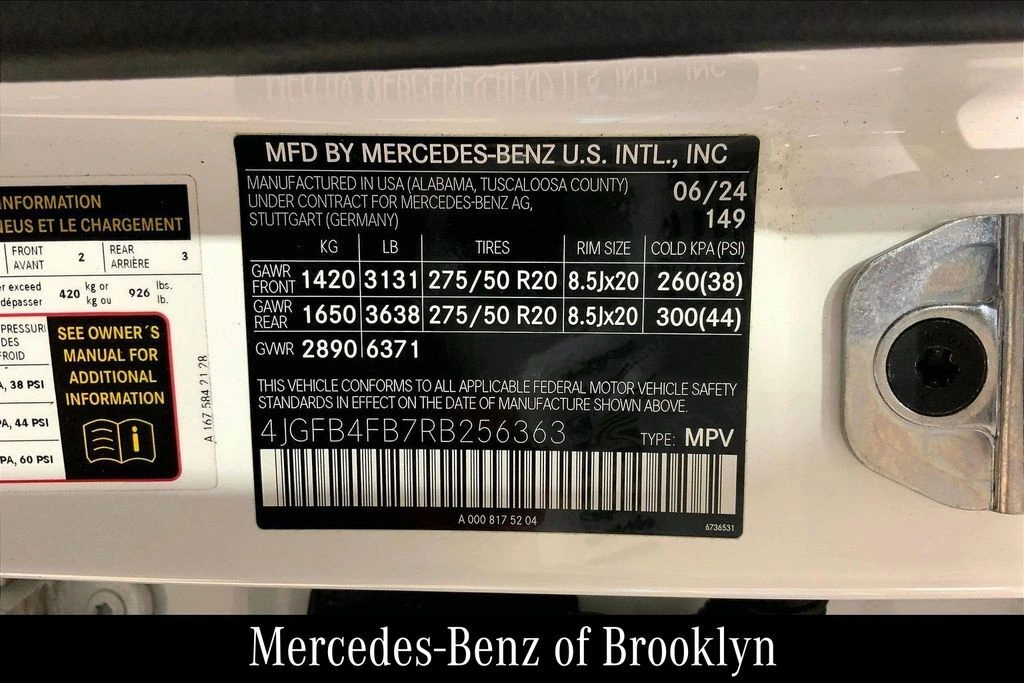 MFD BY MERCEDES-BENZ U.S. INTL., INC
MANUFACTURED IN USA (ALABAMA, TUSCALOOSA COUNTY) 06/24
UNDER CONTRACT FOR MERCEDES-BENZ AG, 149
STUTTGART (GERMANY)
KG LB TIRES RIM SIZE COLD KPA(PSI)
GAWR FRONT 1420 3131 275/50 R20 8.5Jx20 260(38)
GAWR REAR 1650 3638 275/50 R20 8.5Jx20 300(44)
GVWR 2890 6371
THIS VEHICLE CONFORMS TO ALL APPLICABLE FEDERAL MOTOR VEHICLE SAFETY
STANDARDS IN EFFECT ON THE DATE OF MANUFACTURE SHOWN ABOVE.
4JGFB4FB7RB256363 TYPE: MPV
A 000 817 52 04
6736531
INFORMATION
NEUS ET LE CHARGEMENT
FRONT AVANT 2 REAR ARRIÈRE 3
er exceed
dépasser 420 kg or kg ou 926 lbs. lb.
PRESSURE
DES
FROID
A, 38 PSI
PA, 44 PSI
PA, 60 PSI
SEE OWNER´S
MANUAL FOR
ADDITIONAL
INFORMATION
i
A 167 584 21 28
Mercedes-Benz of Brooklyn